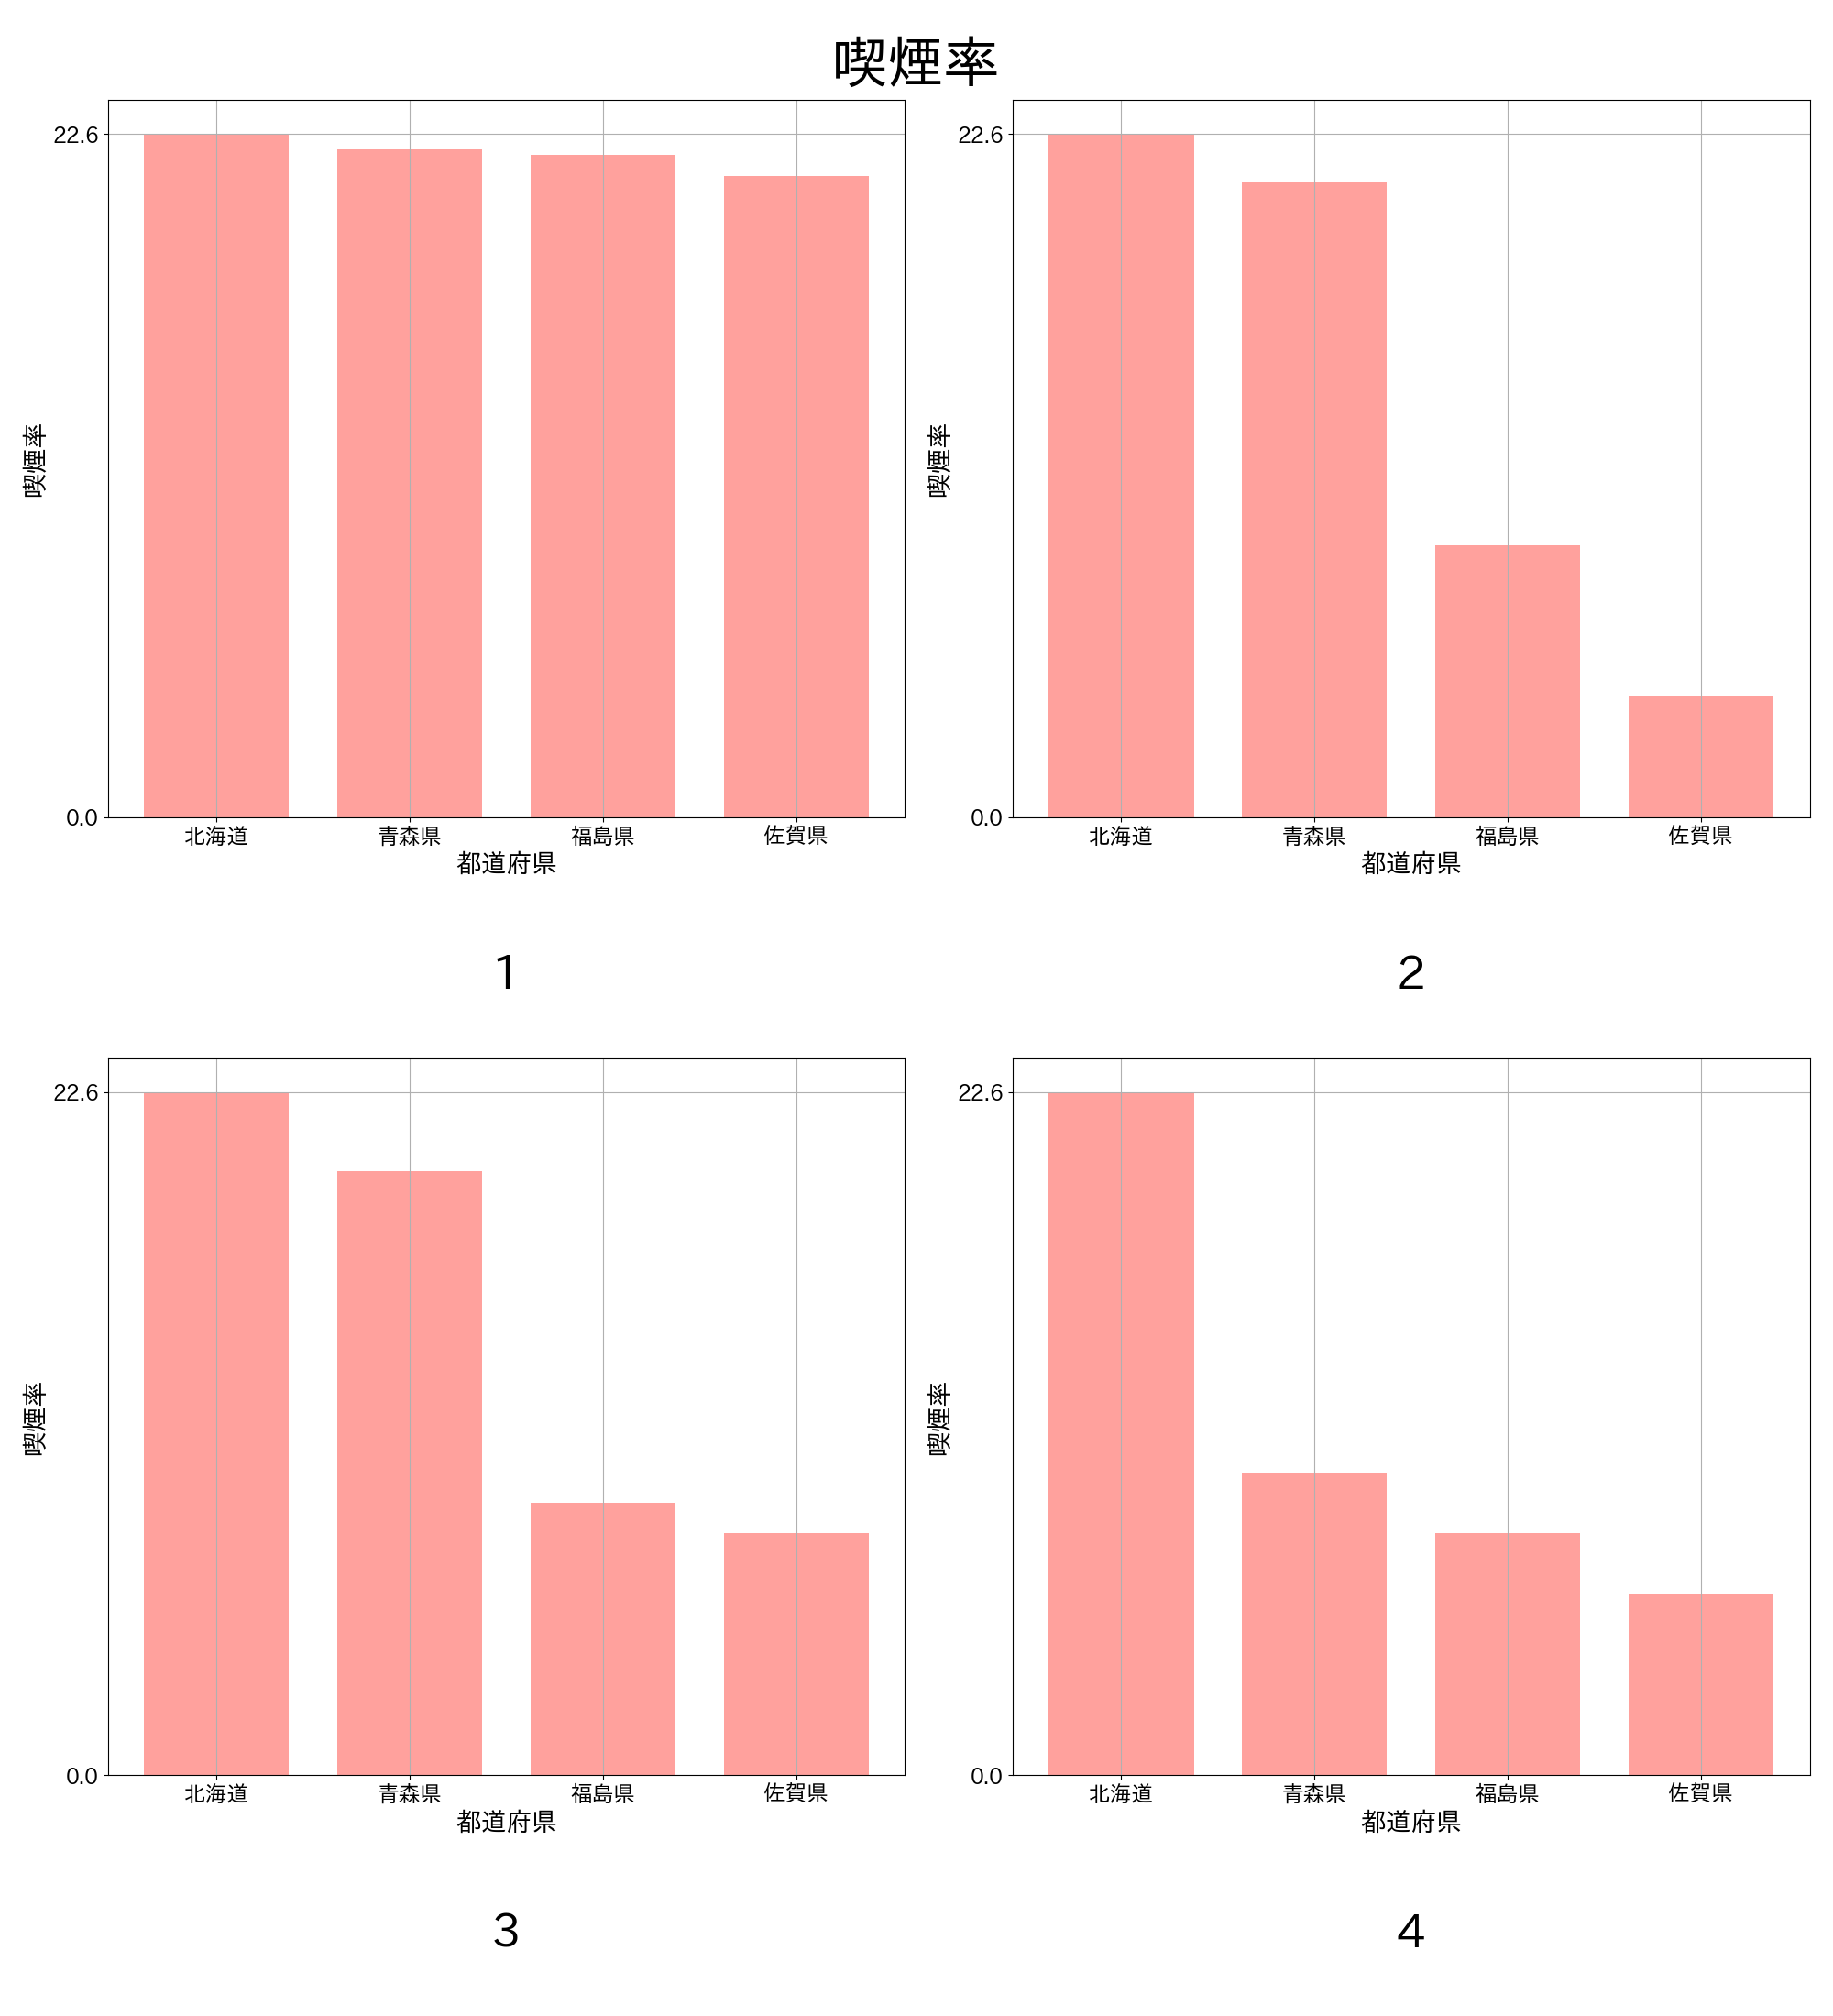 喫煙率
22.6
0.0
喫煙率
北海道 青森県 福島県 佐賀県
都道府県
1
22.6
0.0
喫煙率
北海道 青森県 福島県 佐賀県
都道府県
2
22.6
0.0
喫煙率
北海道 青森県 福島県 佐賀県
都道府県
3
22.6
0.0
喫煙率
北海道 青森県 福島県 佐賀県
都道府県
4